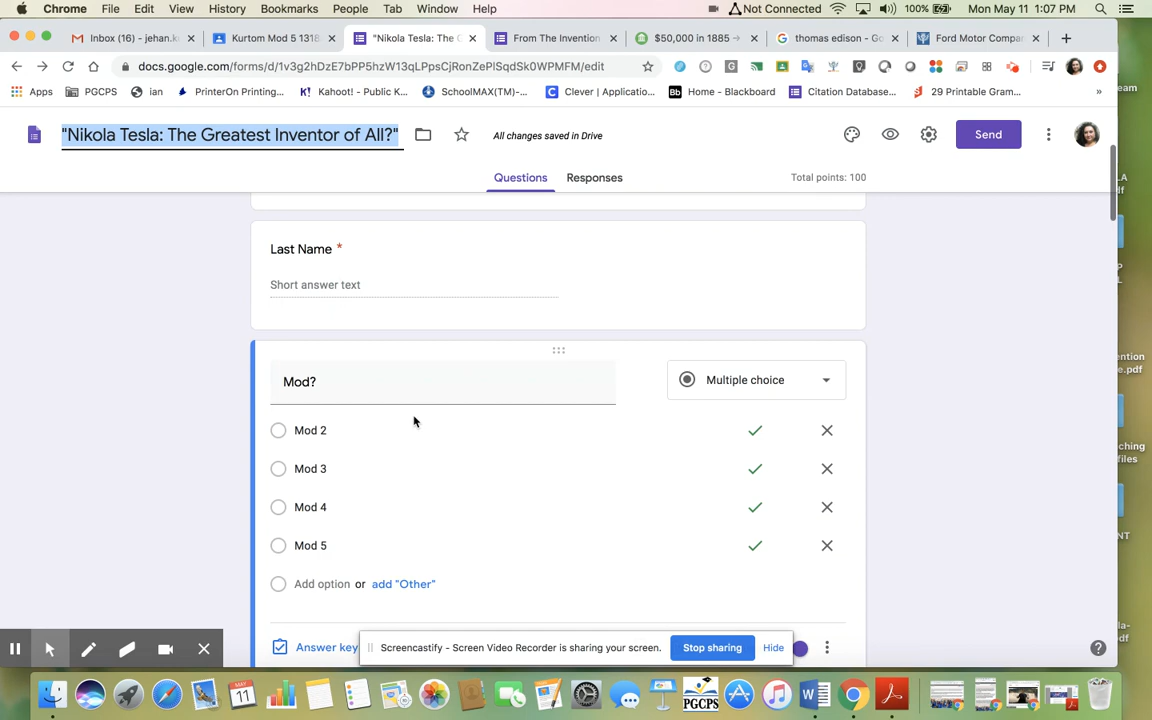 Chrome File Edit View History Bookmarks People Tab Window Help Not Connected 100% Mon May 11 1:07 PM
Inbox (16) - jehan.k Kurtom Mod 5 1318 "Nikola Tesla: The G From The Invention $50,000 in 1885 → thomas edison - Go Ford Motor Compa
docs.google.com/forms/d/1v3g2hDzE7bPP5hzW13qLPpsCjRonZePlSqdSk0WPMFM/edit
Apps PGCPS ian PrinterOn Printing... Kahoot! - Public K... SchoolMAX(TM)-... Clever | Applicatio... Bb Home - Blackboard Citation Database... 29 Printable Gram... »
"Nikola Tesla: The Greatest Inventor of All?" All changes saved in Drive Send
Questions Responses Total points: 100
Last Name *
Short answer text
Mod? Multiple choice
Mod 2
Mod 3
Mod 4
Mod 5
Add option or add "Other"
Answer key
Screencastify - Screen Video Recorder is sharing your screen. Stop sharing Hide
MAY
11
PGCPS